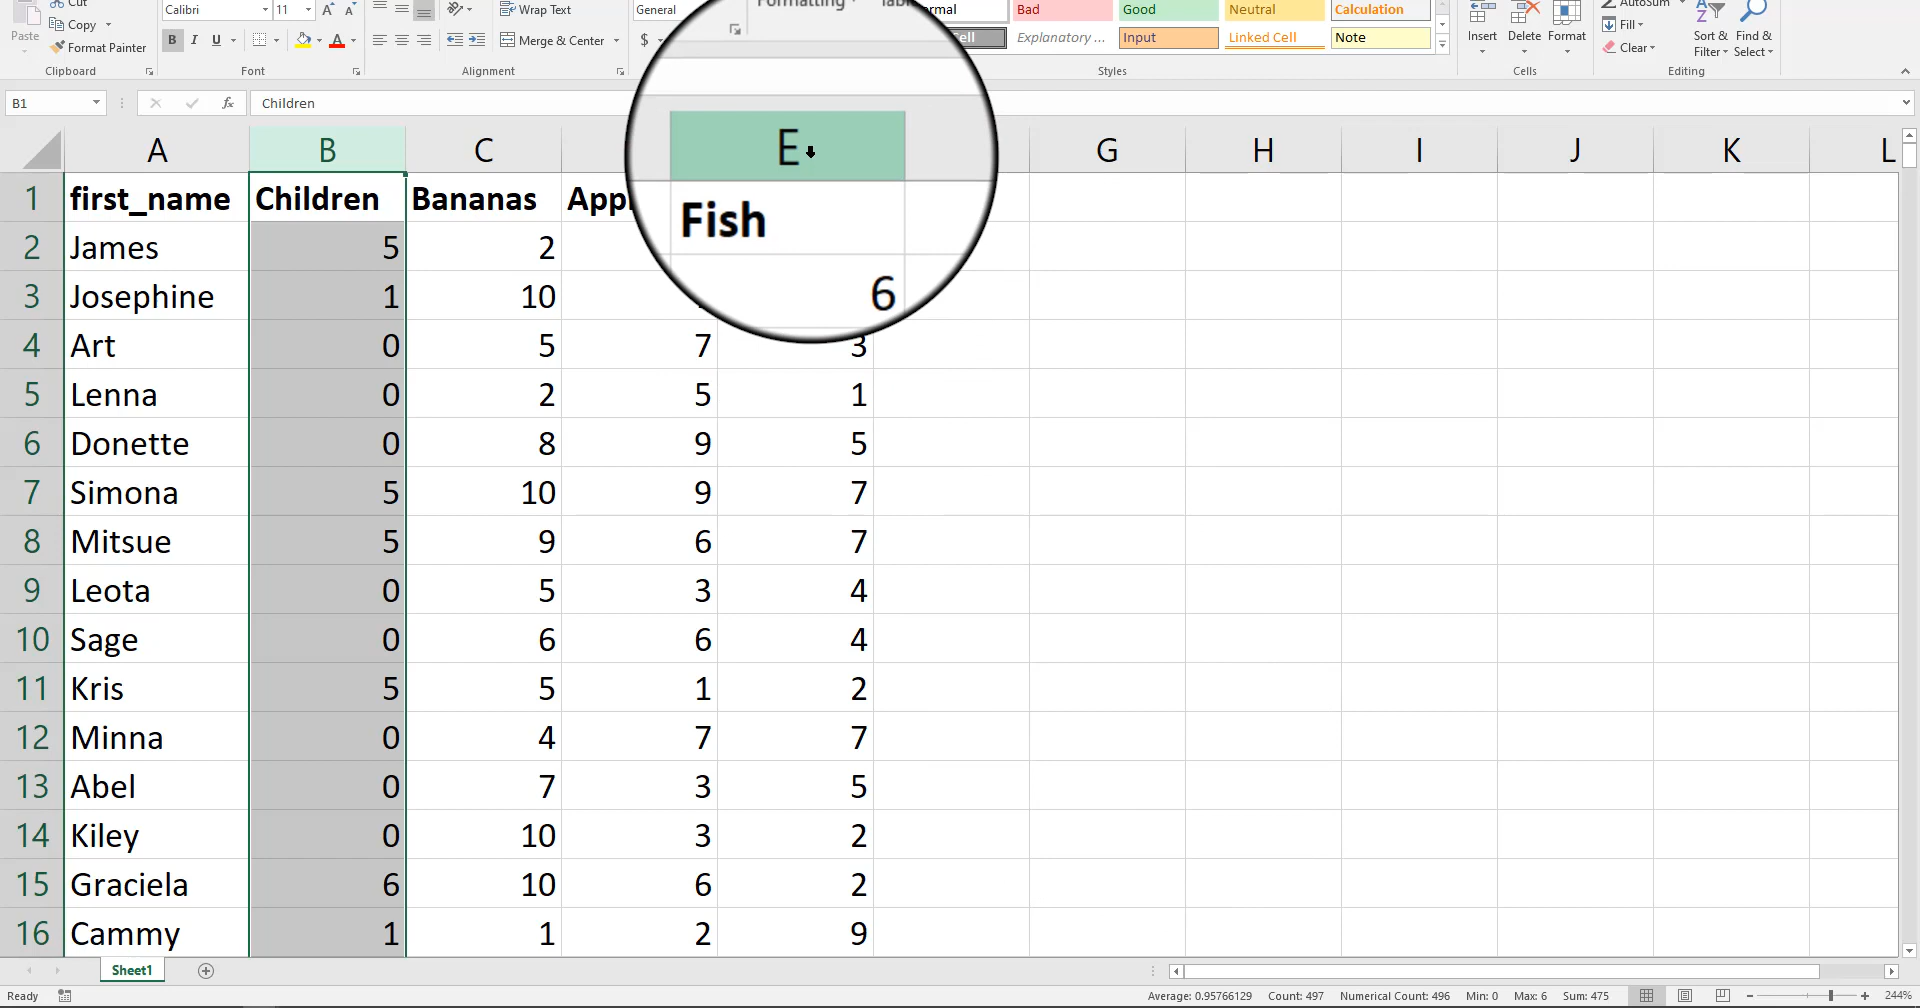 Cut Calibri 11 Wrap Text General Formatting Bad Good Neutral Calculation AutoSum
Paste Copy Insert Delete Format Sort & Find &
Format Painter B I U Merge & Center $ Explanatory ... Input Linked Cell Note Fill Filter Select
Clear
Clipboard Font Alignment Styles Cells Editing
B1 fx Children
A B C E G H I J K L
1 first_name Children Bananas Fish
2 James 5 2 6
3 Josephine 1 10
4 Art 0 5 7 3
5 Lenna 0 2 5 1
6 Donette 0 8 9 5
7 Simona 5 10 9 7
8 Mitsue 5 9 6 7
9 Leota 0 5 3 4
10 Sage 0 6 6 4
11 Kris 5 5 1 2
12 Minna 0 4 7 7
13 Abel 0 7 3 5
14 Kiley 0 10 3 2
15 Graciela 6 10 6 2
16 Cammy 1 1 2 9
Sheet1
Ready Average: 0.95766129 Count: 497 Numerical Count: 496 Min: 0 Max: 6 Sum: 475 244%